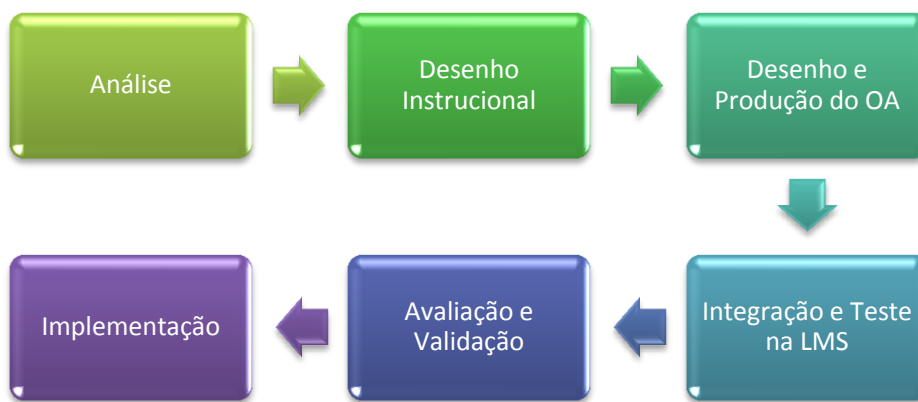 Análise
Desenho
Instrucional
Desenho e
Produção do OA
Integração e Teste
na LMS
Avaliação e
Validação
Implementação